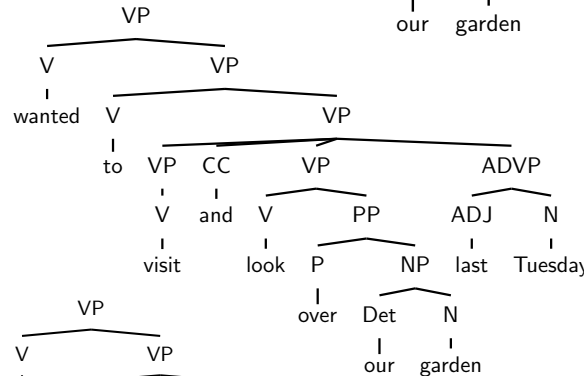 VP
our garden
V VP
wanted V VP
to VP CC VP ADVP
V and V PP ADJ N
visit look P NP last Tuesday
VP over Det N
V VP our garden